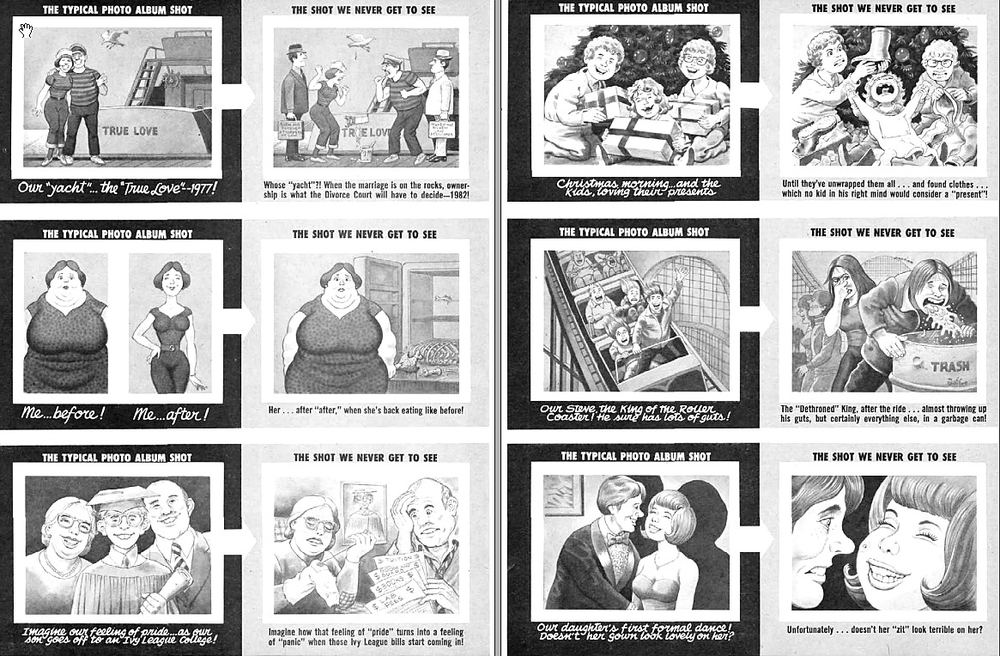 THE TYPICAL PHOTO ALBUM SHOT
THE SHOT WE NEVER GET TO SEE
TRUE LOVE
TRUE LOVE
Our "yacht"... the "True Love"-1977!
Whose "yacht"?! When the marriage is on the rocks, owner-
ship is what the Divorce Court will have to decide—1982!
THE TYPICAL PHOTO ALBUM SHOT
THE SHOT WE NEVER GET TO SEE
Me...before!
Me...after!
Her . . . after "after," when she's back eating like before!
THE TYPICAL PHOTO ALBUM SHOT
THE SHOT WE NEVER GET TO SEE
Imagine our feeling of pride...as our
son goes off to an Ivy League College!
TUITION
BOOKS
Imagine how that feeling of "pride" turns into a feeling
of "panic" when those Ivy League bills start coming in!
THE TYPICAL PHOTO ALBUM SHOT
THE SHOT WE NEVER GET TO SEE
Christmas morning...and the
kids, loving their presents
Until they've unwrapped them all . . . and found clothes . . .
which no kid in his right mind would consider a "present"!
THE TYPICAL PHOTO ALBUM SHOT
THE SHOT WE NEVER GET TO SEE
TRASH
Our Steve, the King of the Roller
Coaster! He sure has lots of guts!
The "Dethroned" King, after the ride . . . almost throwing up
his guts, but certainly everything else, in a garbage can!
THE TYPICAL PHOTO ALBUM SHOT
THE SHOT WE NEVER GET TO SEE
Our daughter's first formal dance!
Doesn't her gown look lovely on her?
Unfortunately . . . doesn't her "zit" look terrible on her?